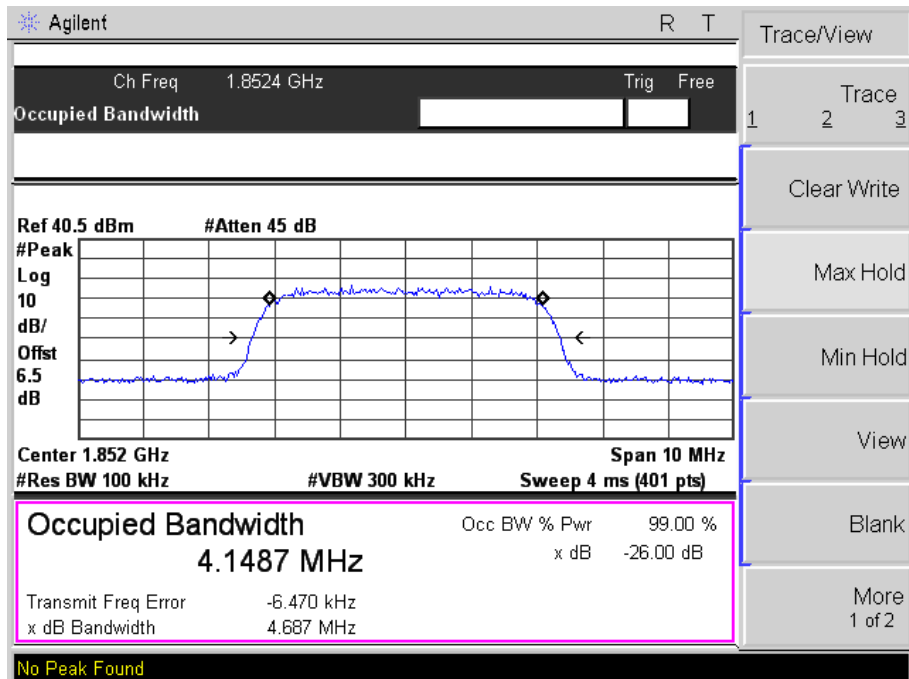 Agilent R T
Ch Freq 1.8524 GHz Trig Free
Occupied Bandwidth
Ref 40.5 dBm #Atten 45 dB
#Peak
Log
10
dB/
Offst
6.5
dB
Center 1.852 GHz Span 10 MHz
#Res BW 100 kHz #VBW 300 kHz Sweep 4 ms (401 pts)
Occupied Bandwidth
4.1487 MHz
Occ BW % Pwr 99.00 %
x dB -26.00 dB
Transmit Freq Error -6.470 kHz
x dB Bandwidth 4.687 MHz
No Peak Found
Trace/View
Trace
1 2 3
Clear Write
Max Hold
Min Hold
View
Blank
More
1 of 2